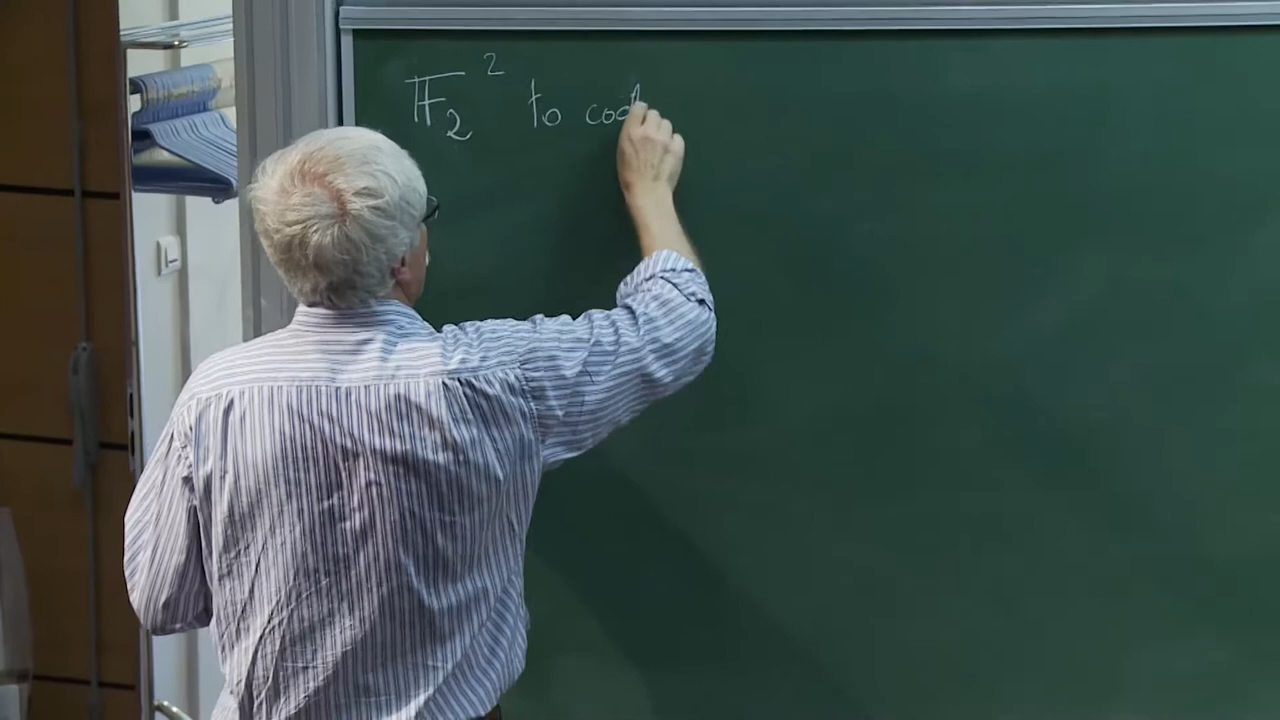 𝔽₂² to cod